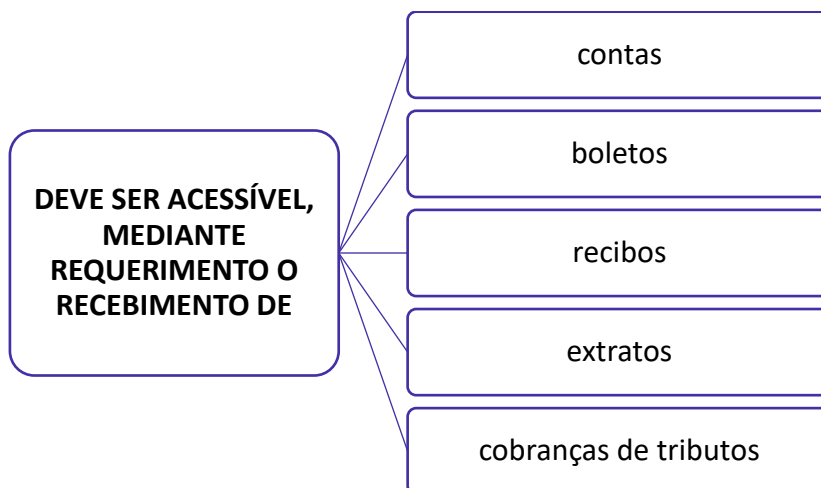 DEVE SER ACESSÍVEL,
MEDIANTE
REQUERIMENTO O
RECEBIMENTO DE
contas
boletos
recibos
extratos
cobranças de tributos